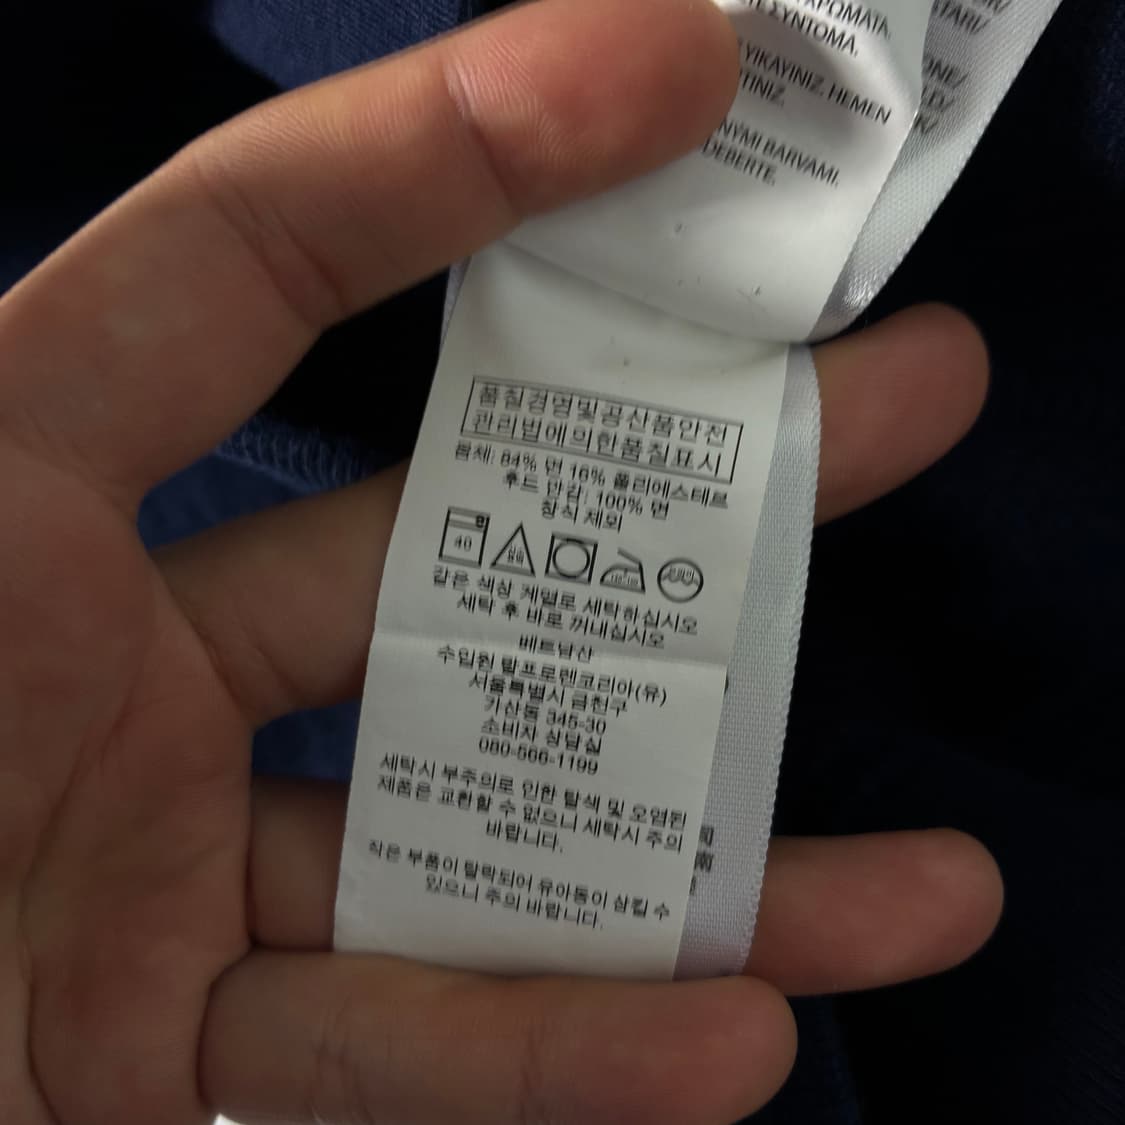 ΧΡΩΜΑΤΑ.
ΣΥΝΤΟΜΑ.
YIKAYINIZ. HEMEN
TINIZ.
NÝMI BARVAMI.
DEBERTE.
품질경영및공산품안전
관리법에의한품질표시
몸체: 84% 면 16% 폴리에스테르
후드 안감: 100% 면
장식 제외
40
같은 색상 계열로 세탁하십시오
세탁 후 바로 꺼내십시오
베트남산
수입원 랄프로렌코리아(유)
서울특별시 금천구
가산동 345-30
소비자 상담실
080-566-1199
세탁시 부주의로 인한 탈색 및 오염된
제품은 교환할 수 없으니 세탁시 주의
바랍니다.
작은 부품이 탈락되어 유아동이 삼킬 수
있으니 주의 바랍니다.